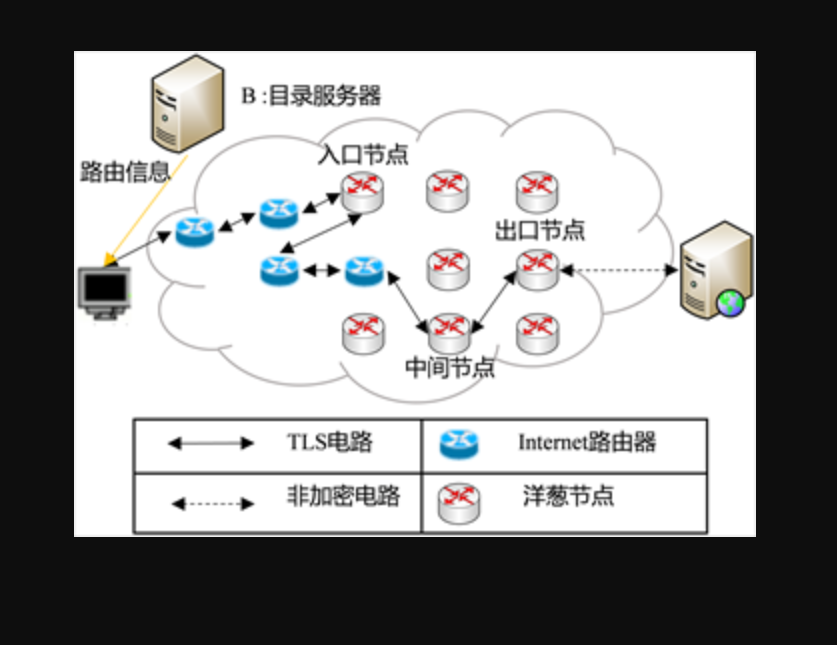 B :目录服务器
路由信息
入口节点
出口节点
中间节点
TLS电路
Internet路由器
非加密电路
洋葱节点